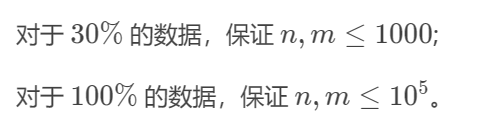 对于 30% 的数据，保证 n, m ≤ 1000;
对于 100% 的数据，保证 n, m ≤ 10⁵。